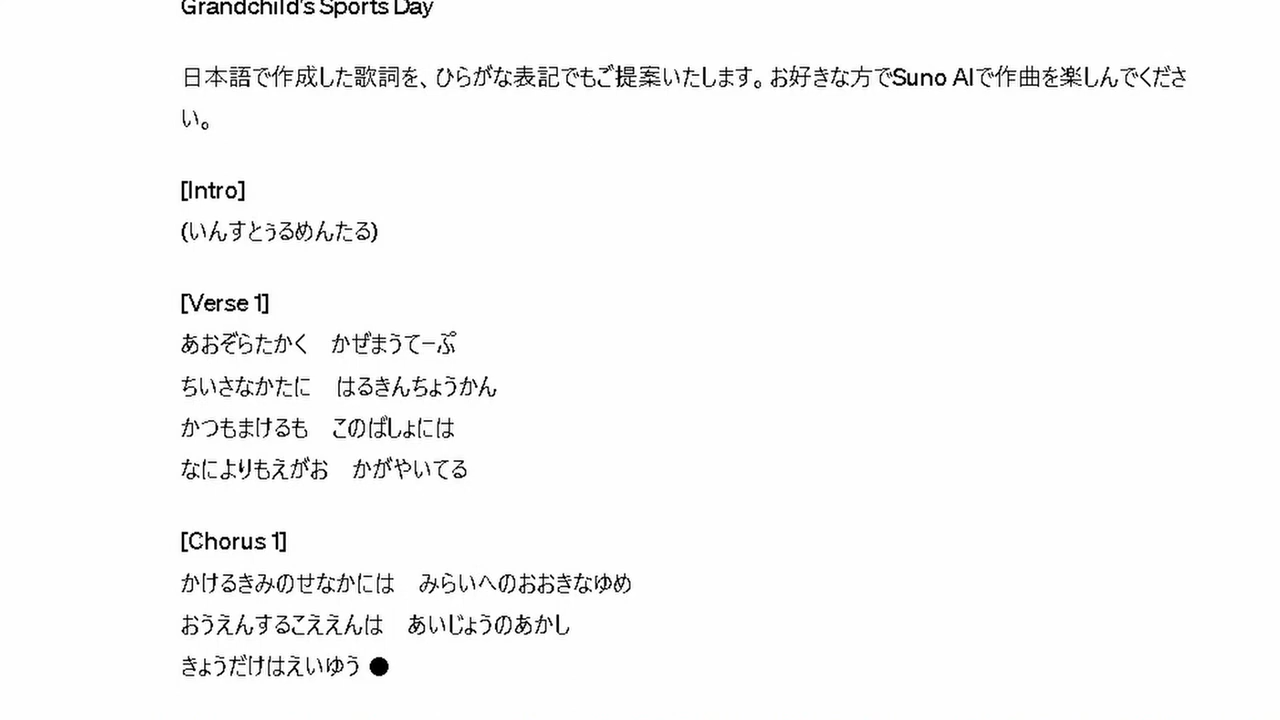 Grandchild's Sports Day
日本語で作成した歌詞を、ひらがな表記でもご提案いたします。お好きな方でSuno AIで作曲を楽しんでくださ
い。
[Intro]
(いんすとぅるめんたる)
[Verse 1]
あおぞらたかく　かぜまうてーぷ
ちいさなかたに　はるきんちょうかん
かつもまけるも　このばしょには
なによりもえがお　かがやいてる
[Chorus 1]
かけるきみのせなかには　みらいへのおおきなゆめ
おうえんするこええんは　あいじょうのあかし
きょうだけはえいゆう ●